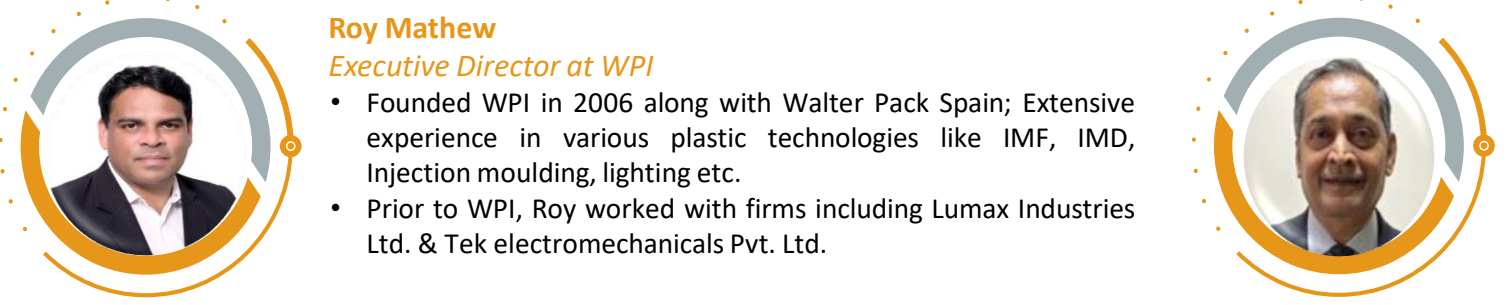 Roy Mathew
Executive Director at WPI
• Founded WPI in 2006 along with Walter Pack Spain; Extensive
experience in various plastic technologies like IMF, IMD,
Injection moulding, lighting etc.
• Prior to WPI, Roy worked with firms including Lumax Industries
Ltd. & Tek electromechanicals Pvt. Ltd.